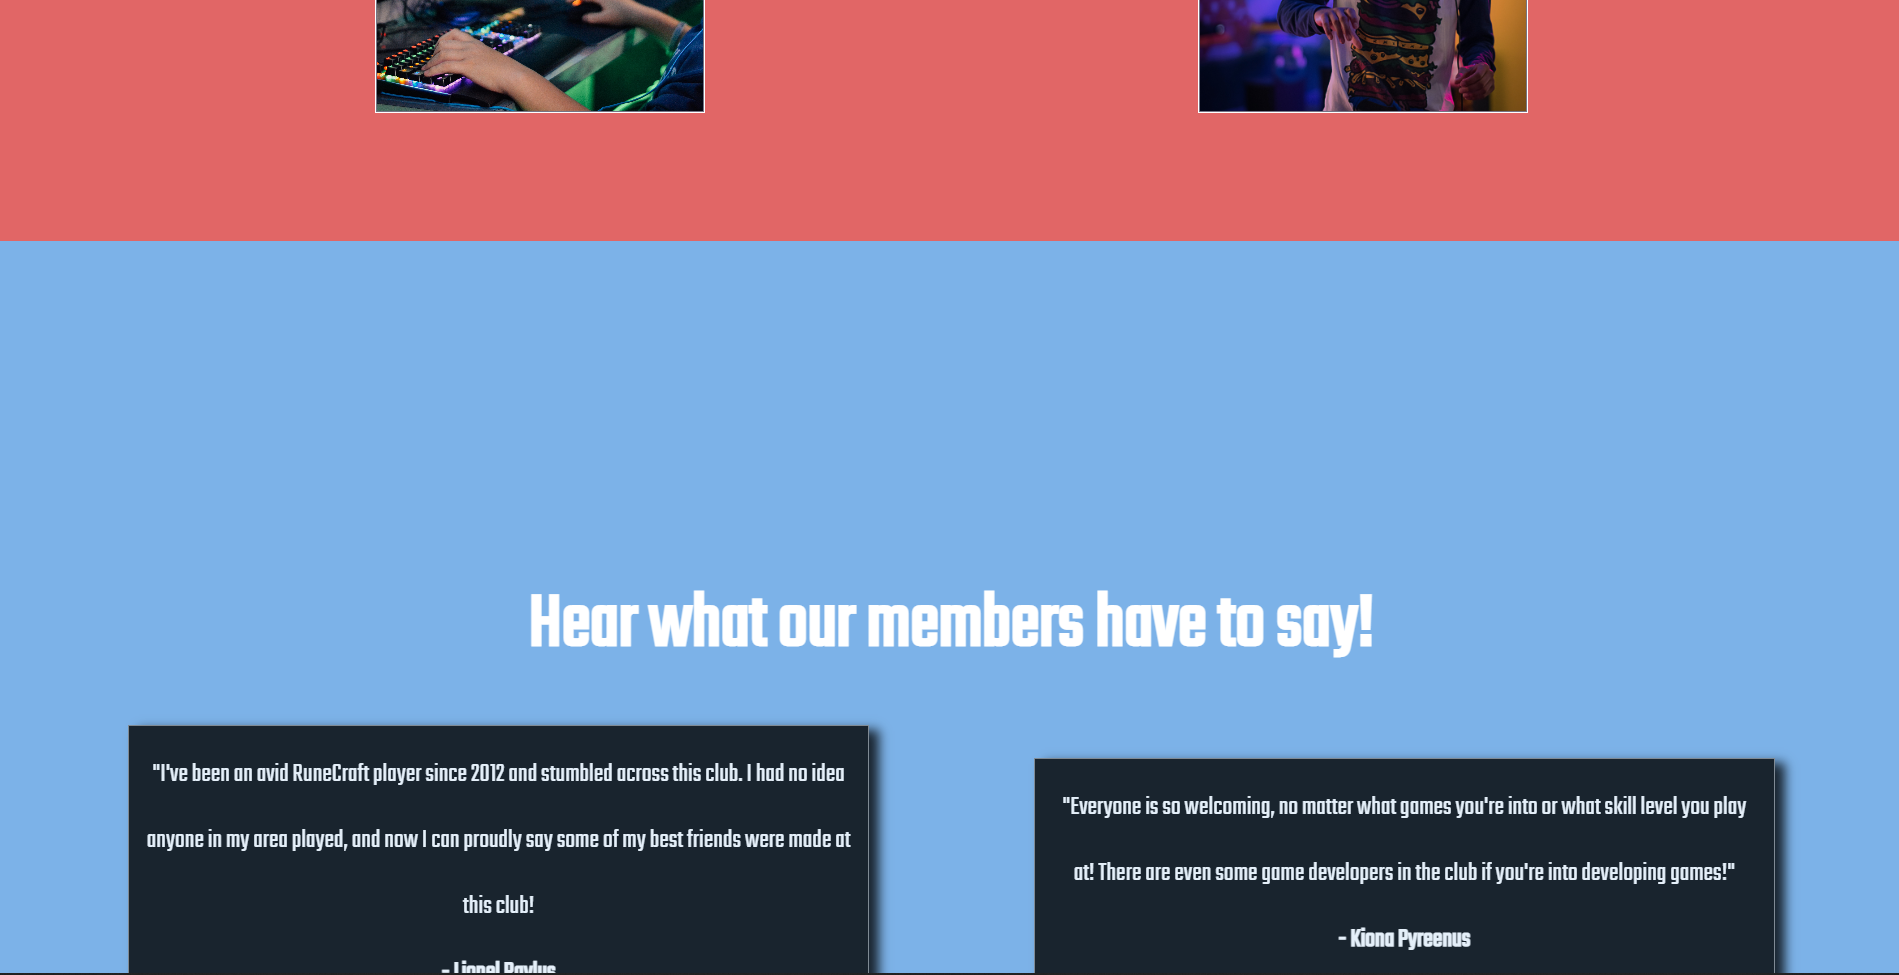 Hear what our members have to say!
"I've been an avid RuneCraft player since 2012 and stumbled across this club. I had no idea
anyone in my area played, and now I can proudly say some of my best friends were made at
this club!
- Lionel Baylus
"Everyone is so welcoming, no matter what games you're into or what skill level you play
at! There are even some game developers in the club if you're into developing games!"
- Kiona Pyreenus